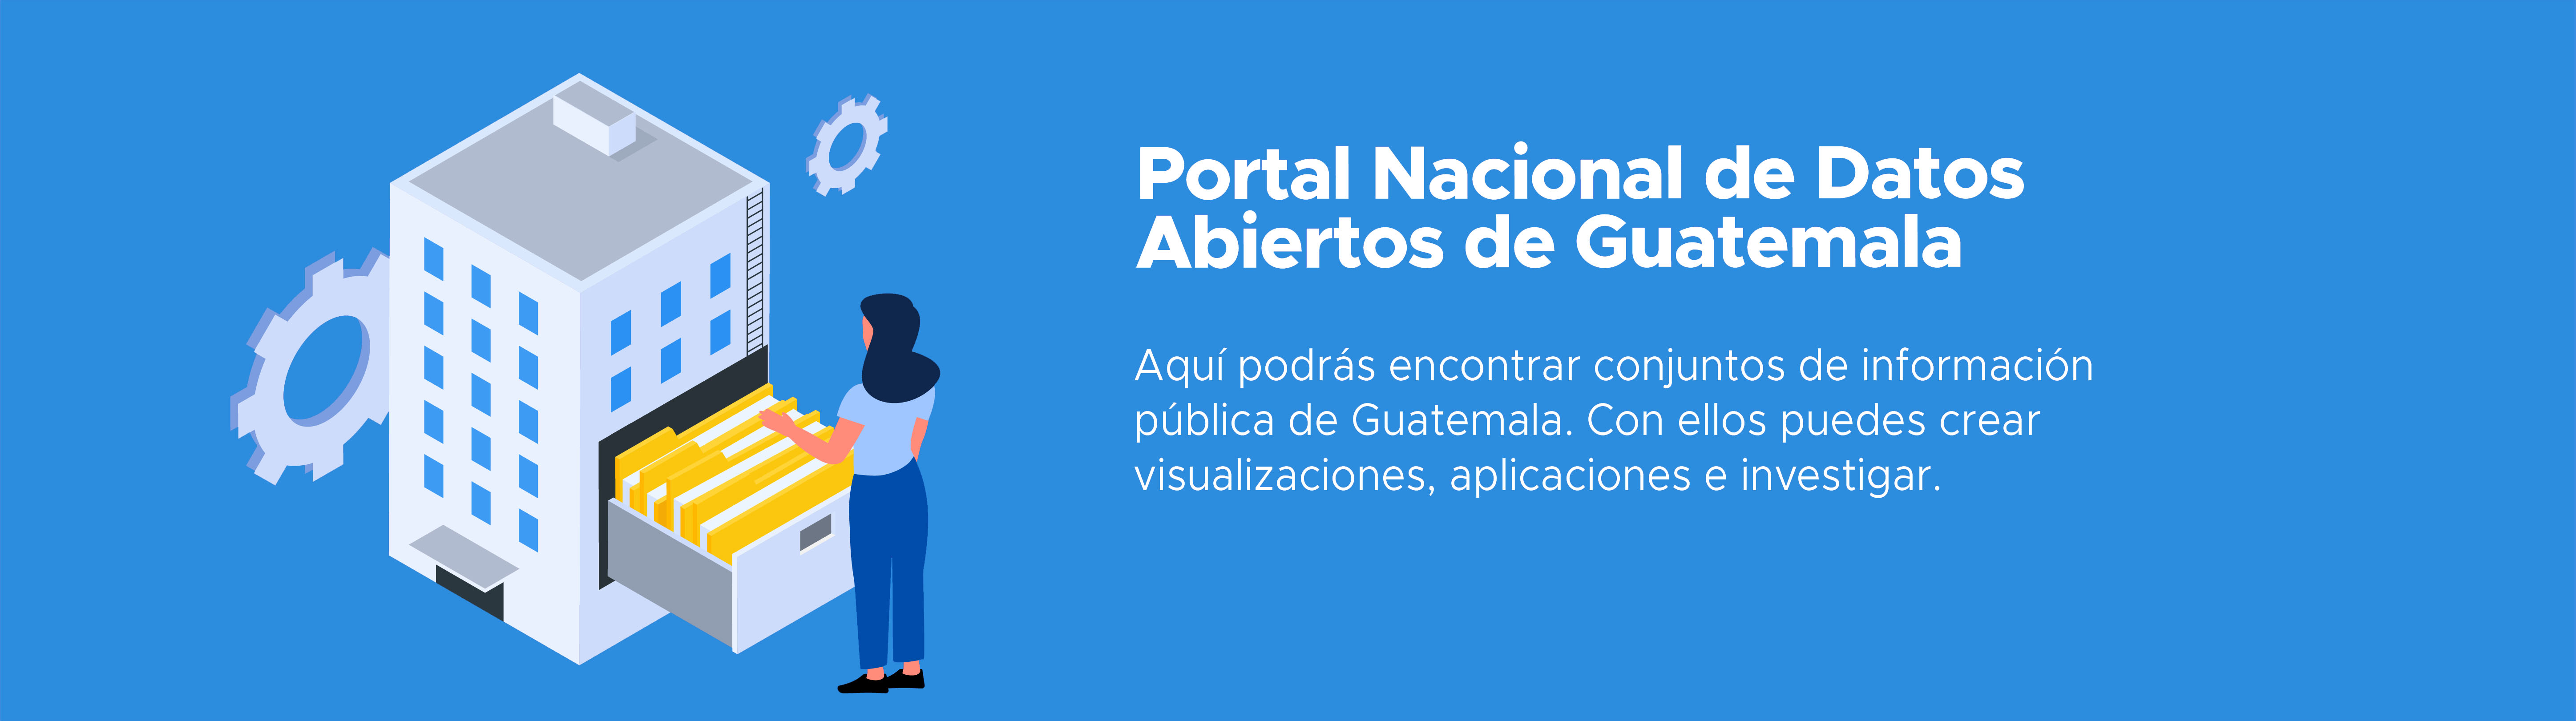 Portal Nacional de Datos
Abiertos de Guatemala
Aquí podrás encontrar conjuntos de información
pública de Guatemala. Con ellos puedes crear
visualizaciones, aplicaciones e investigar.